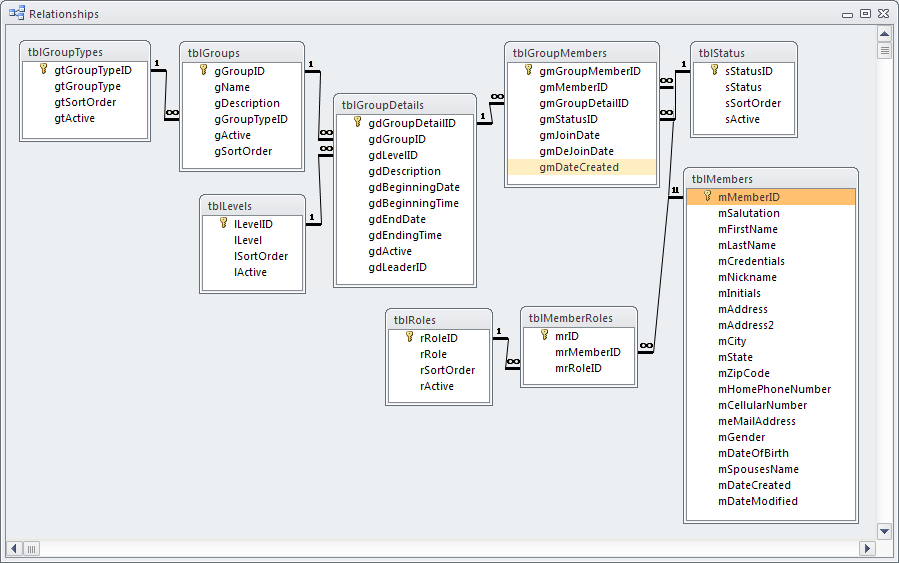 Relationships
tblGroupTypes
gtGroupTypeID
gtGroupType
gtSortOrder
gtActive
1
∞
tblGroups
gGroupID
gName
gDescription
gGroupTypeID
gActive
gSortOrder
1
∞
∞
tblLevels
lLevelID
lLevel
lSortOrder
lActive
1
tblGroupDetails
gdGroupDetailID
gdGroupID
gdLevelID
gdDescription
gdBeginningDate
gdBeginningTime
gdEndDate
gdEndingTime
gdActive
gdLeaderID
1
∞
tblGroupMembers
gmGroupMemberID
gmMemberID
gmGroupDetailID
gmStatusID
gmJoinDate
gmDeJoinDate
gmDateCreated
∞
∞
1
tblStatus
sStatusID
sStatus
sSortOrder
sActive
tblRoles
rRoleID
rRole
rSortOrder
rActive
1
∞
tblMemberRoles
mrID
mrMemberID
mrRoleID
∞
11
tblMembers
mMemberID
mSalutation
mFirstName
mLastName
mCredentials
mNickname
mInitials
mAddress
mAddress2
mCity
mState
mZipCode
mHomePhoneNumber
mCellularNumber
meMailAddress
mGender
mDateOfBirth
mSpousesName
mDateCreated
mDateModified